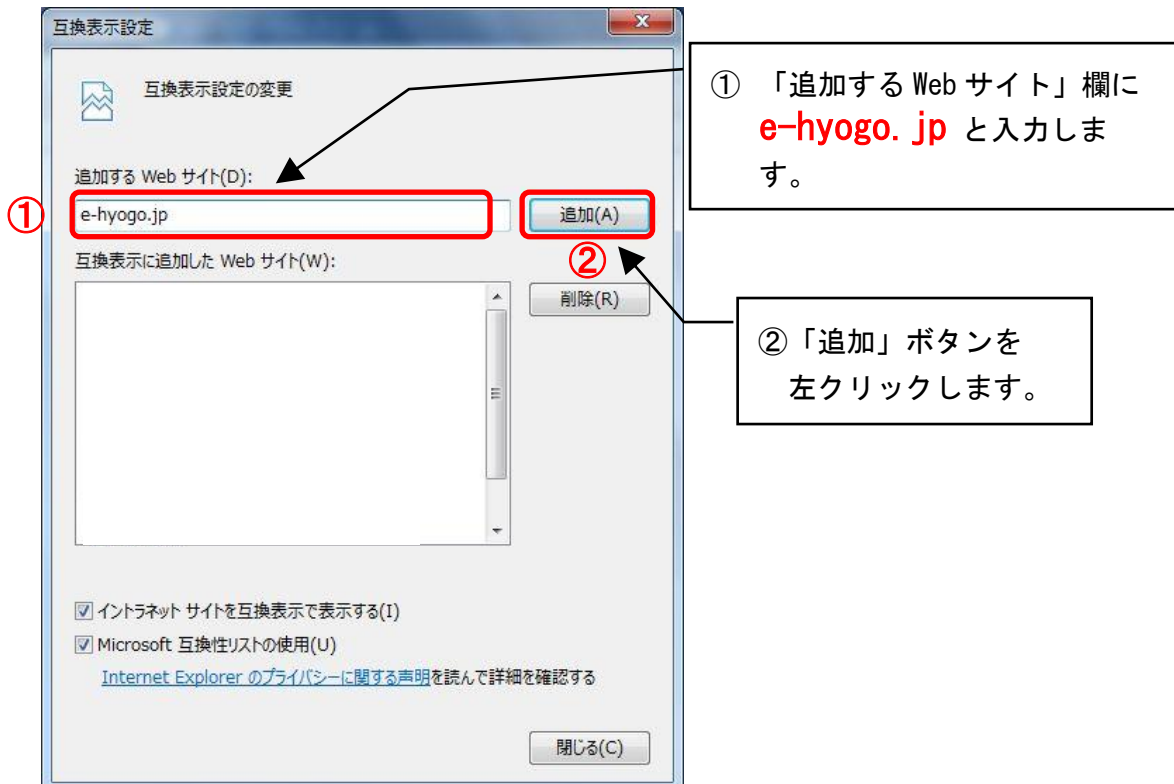 互換表示設定
互換表示設定の変更
追加する Web サイト(D):
①
e-hyogo.jp
追加(A)
②
互換表示に追加した Web サイト(W):
削除(R)
イントラネット サイトを互換表示で表示する(I)
Microsoft 互換性リストの使用(U)
Internet Explorer のプライバシーに関する声明を読んで詳細を確認する
閉じる(C)
① 「追加する Web サイト」欄に
e-hyogo.jp と入力しま
す。
②「追加」ボタンを
左クリックします。